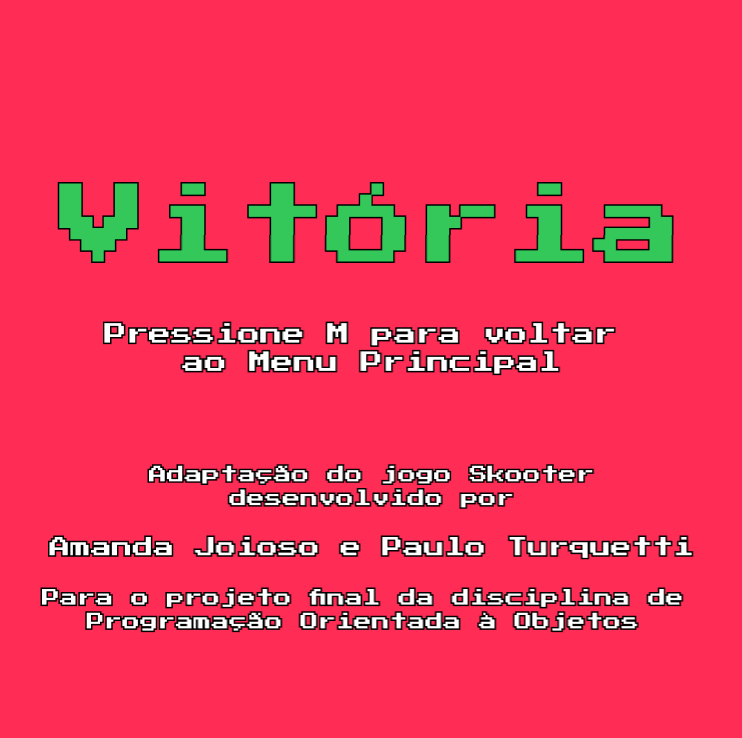 Vitória
Pressione M para voltar
ao Menu Principal
Adaptação do jogo Skooter
desenvolvido por
Amanda Joioso e Paulo Turquetti
Para o projeto final da disciplina de
Programação Orientada à Objetos